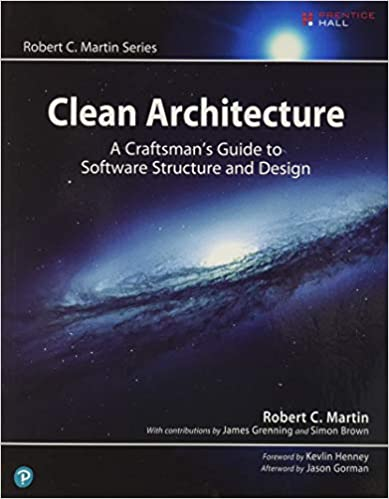 Robert C. Martin Series
PRENTICE
HALL
Clean Architecture
A Craftsman's Guide to
Software Structure and Design
Robert C. Martin
With contributions by James Grenning and Simon Brown
Foreword by Kevlin Henney
Afterword by Jason Gorman
P